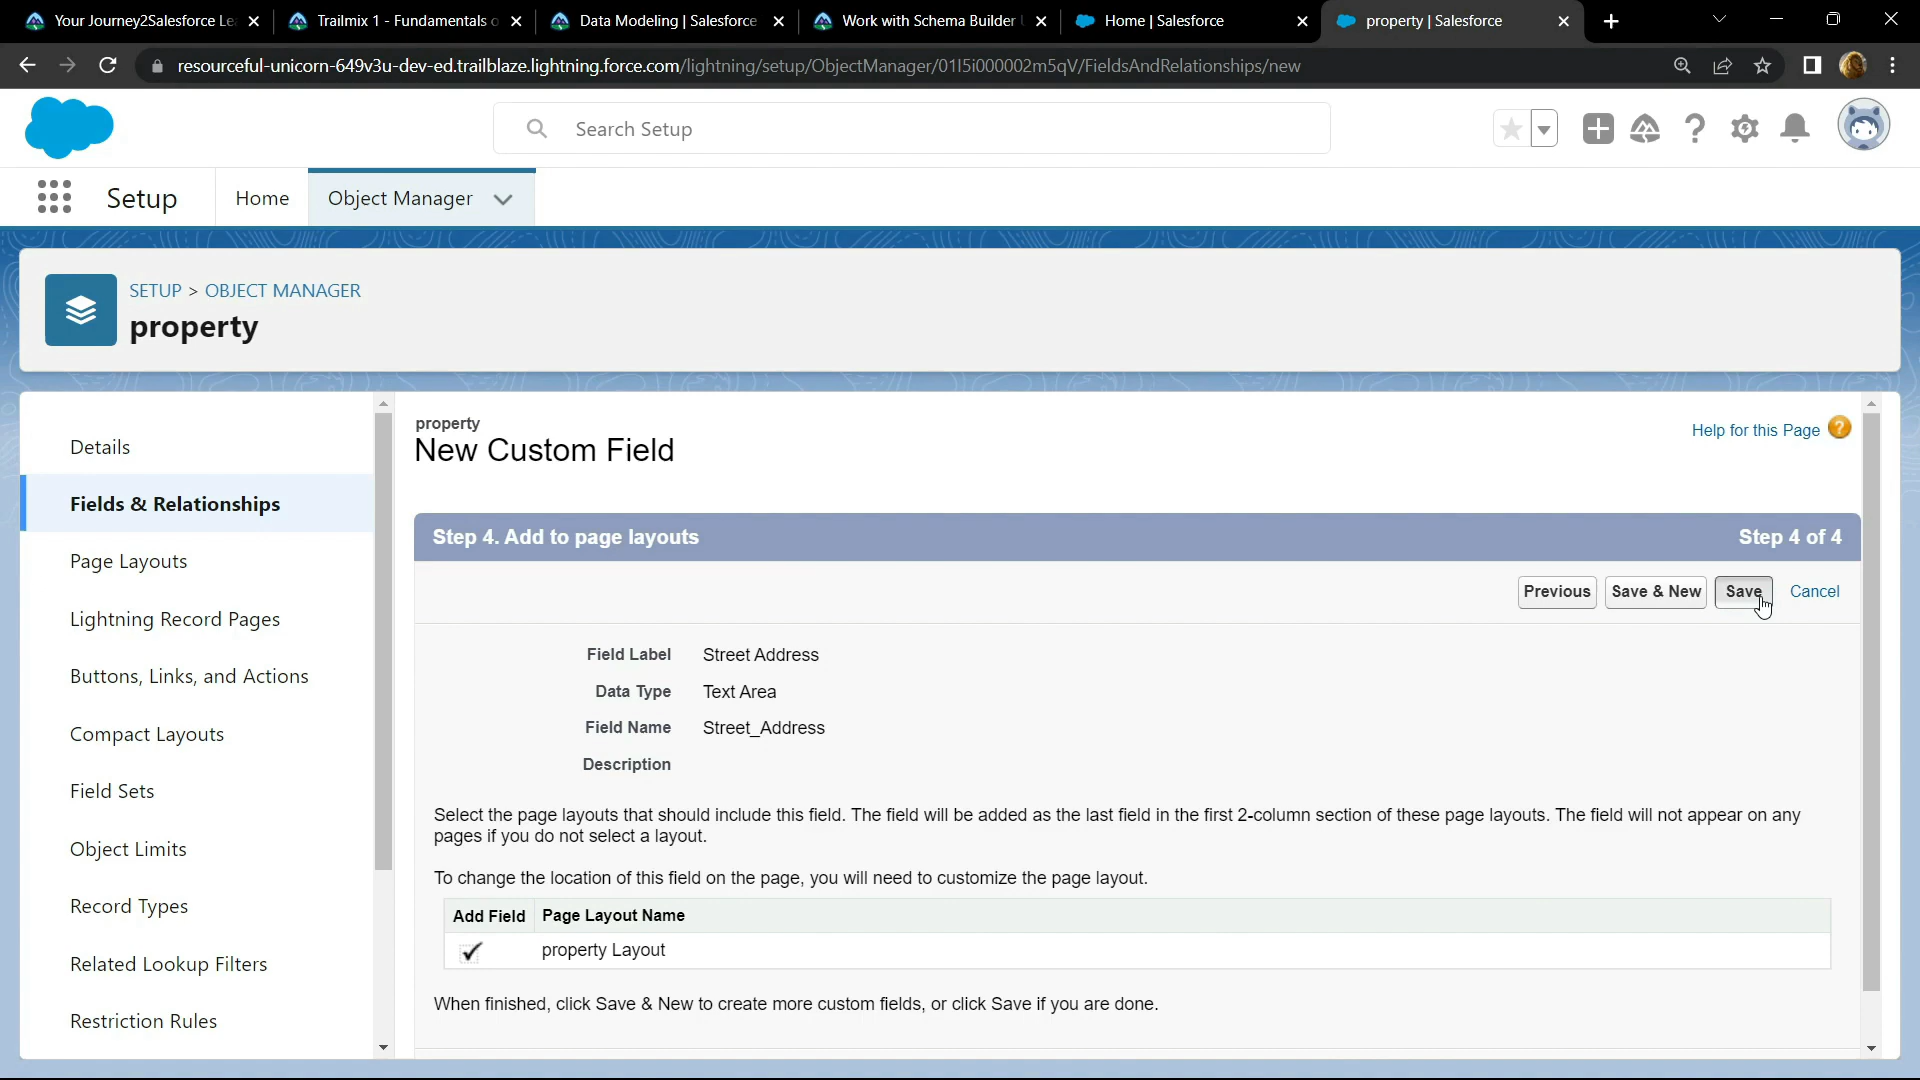 Your Journey2Salesforce Le
Trailmix 1 - Fundamentals o
Data Modeling | Salesforce
Work with Schema Builder
Home | Salesforce
property | Salesforce
resourceful-unicorn-649v3u-dev-ed.trailblaze.lightning.force.com/lightning/setup/ObjectManager/01I5i000002m5qV/FieldsAndRelationships/new
Search Setup
Setup
Home
Object Manager
SETUP > OBJECT MANAGER
property
Details
Fields & Relationships
Page Layouts
Lightning Record Pages
Buttons, Links, and Actions
Compact Layouts
Field Sets
Object Limits
Record Types
Related Lookup Filters
Restriction Rules
property
New Custom Field
Help for this Page
Step 4. Add to page layouts
Step 4 of 4
Previous
Save & New
Save
Cancel
Field Label Street Address
Data Type Text Area
Field Name Street_Address
Description
Select the page layouts that should include this field. The field will be added as the last field in the first 2-column section of these page layouts. The field will not appear on any
pages if you do not select a layout.
To change the location of this field on the page, you will need to customize the page layout.
Add Field Page Layout Name
property Layout
When finished, click Save & New to create more custom fields, or click Save if you are done.